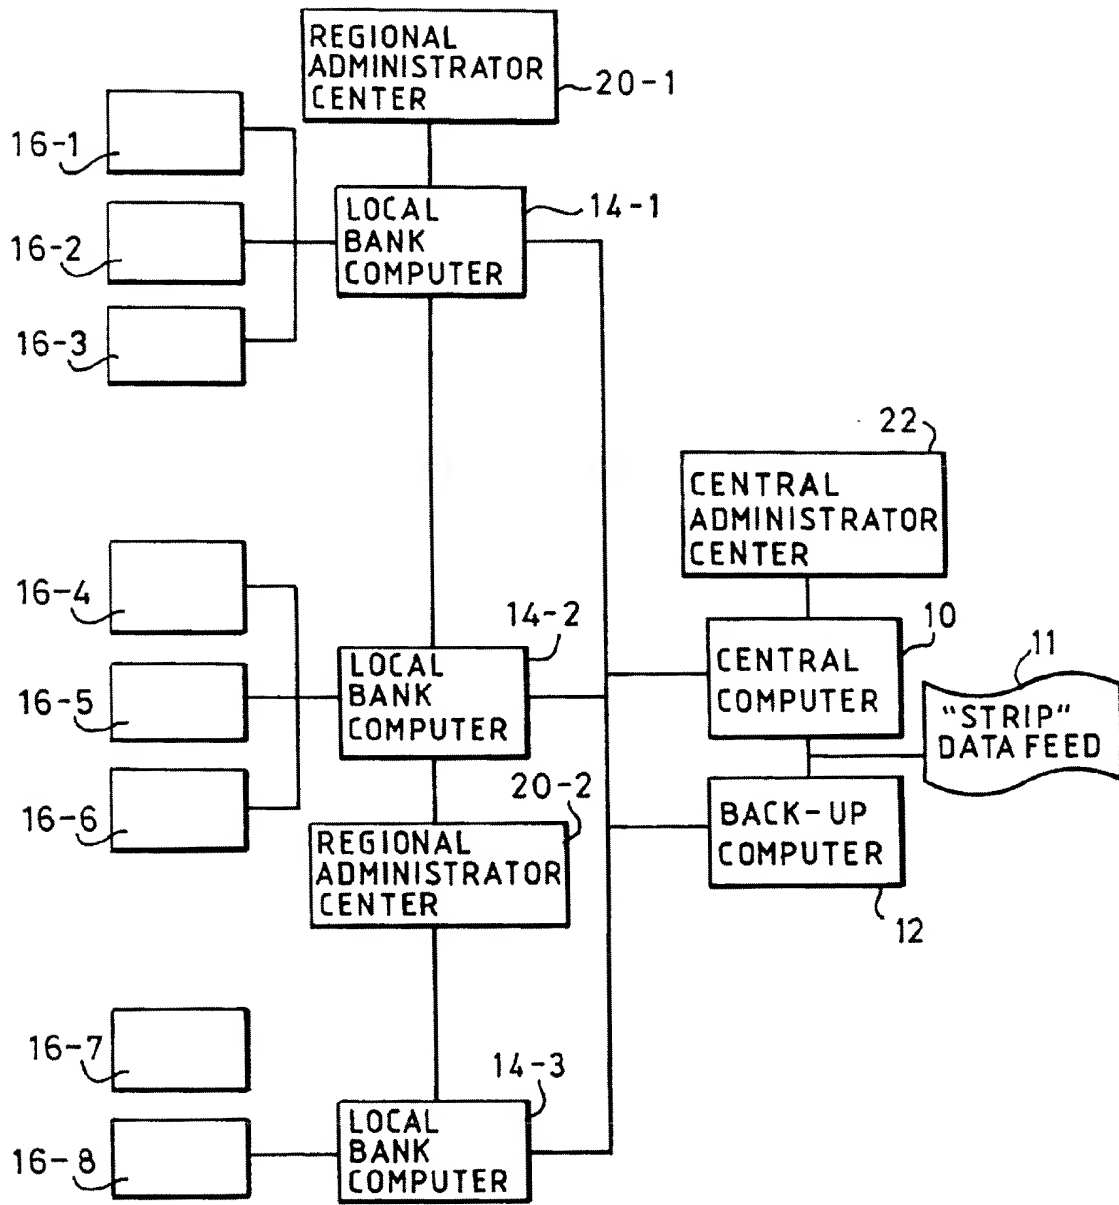 REGIONAL
ADMINISTRATOR
CENTER
20-1
16-1
LOCAL
BANK
COMPUTER
14-1
16-2
16-3
22
CENTRAL
ADMINISTRATOR
CENTER
16-4
14-2
10
LOCAL
BANK
COMPUTER
CENTRAL
COMPUTER
11
"STRIP"
DATA FEED
16-5
16-6
20-2
REGIONAL
ADMINISTRATOR
CENTER
BACK-UP
COMPUTER
12
16-7
14-3
LOCAL
BANK
COMPUTER
16-8